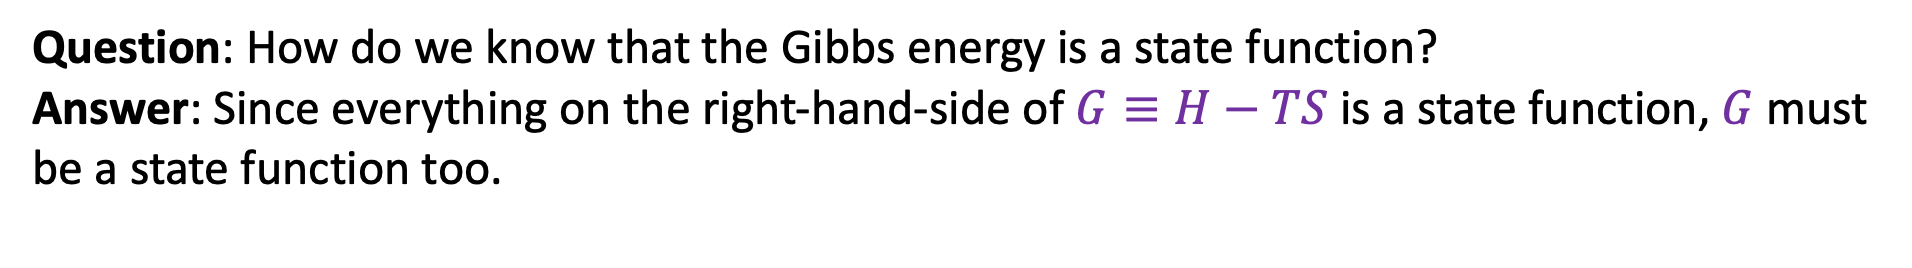 Question: How do we know that the Gibbs energy is a state function?
Answer: Since everything on the right-hand-side of G ≡ H − TS is a state function, G must
be a state function too.